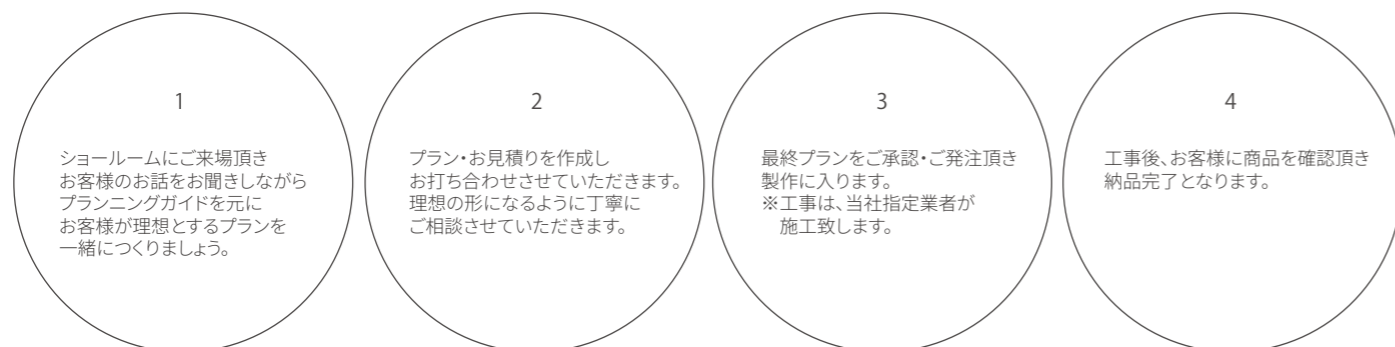 1
ショールームにご来場頂き
お客様のお話をお聞きしながら
プランニングガイドを元に
お客様が理想とするプランを
一緒につくりましょう。
2
プラン・お見積りを作成し
お打ち合わせさせていただきます。
理想の形になるように丁寧に
ご相談させていただきます。
3
最終プランをご承認・ご発注頂き
製作に入ります。
※工事は、当社指定業者が
施工致します。
4
工事後、お客様に商品を確認頂き
納品完了となります。